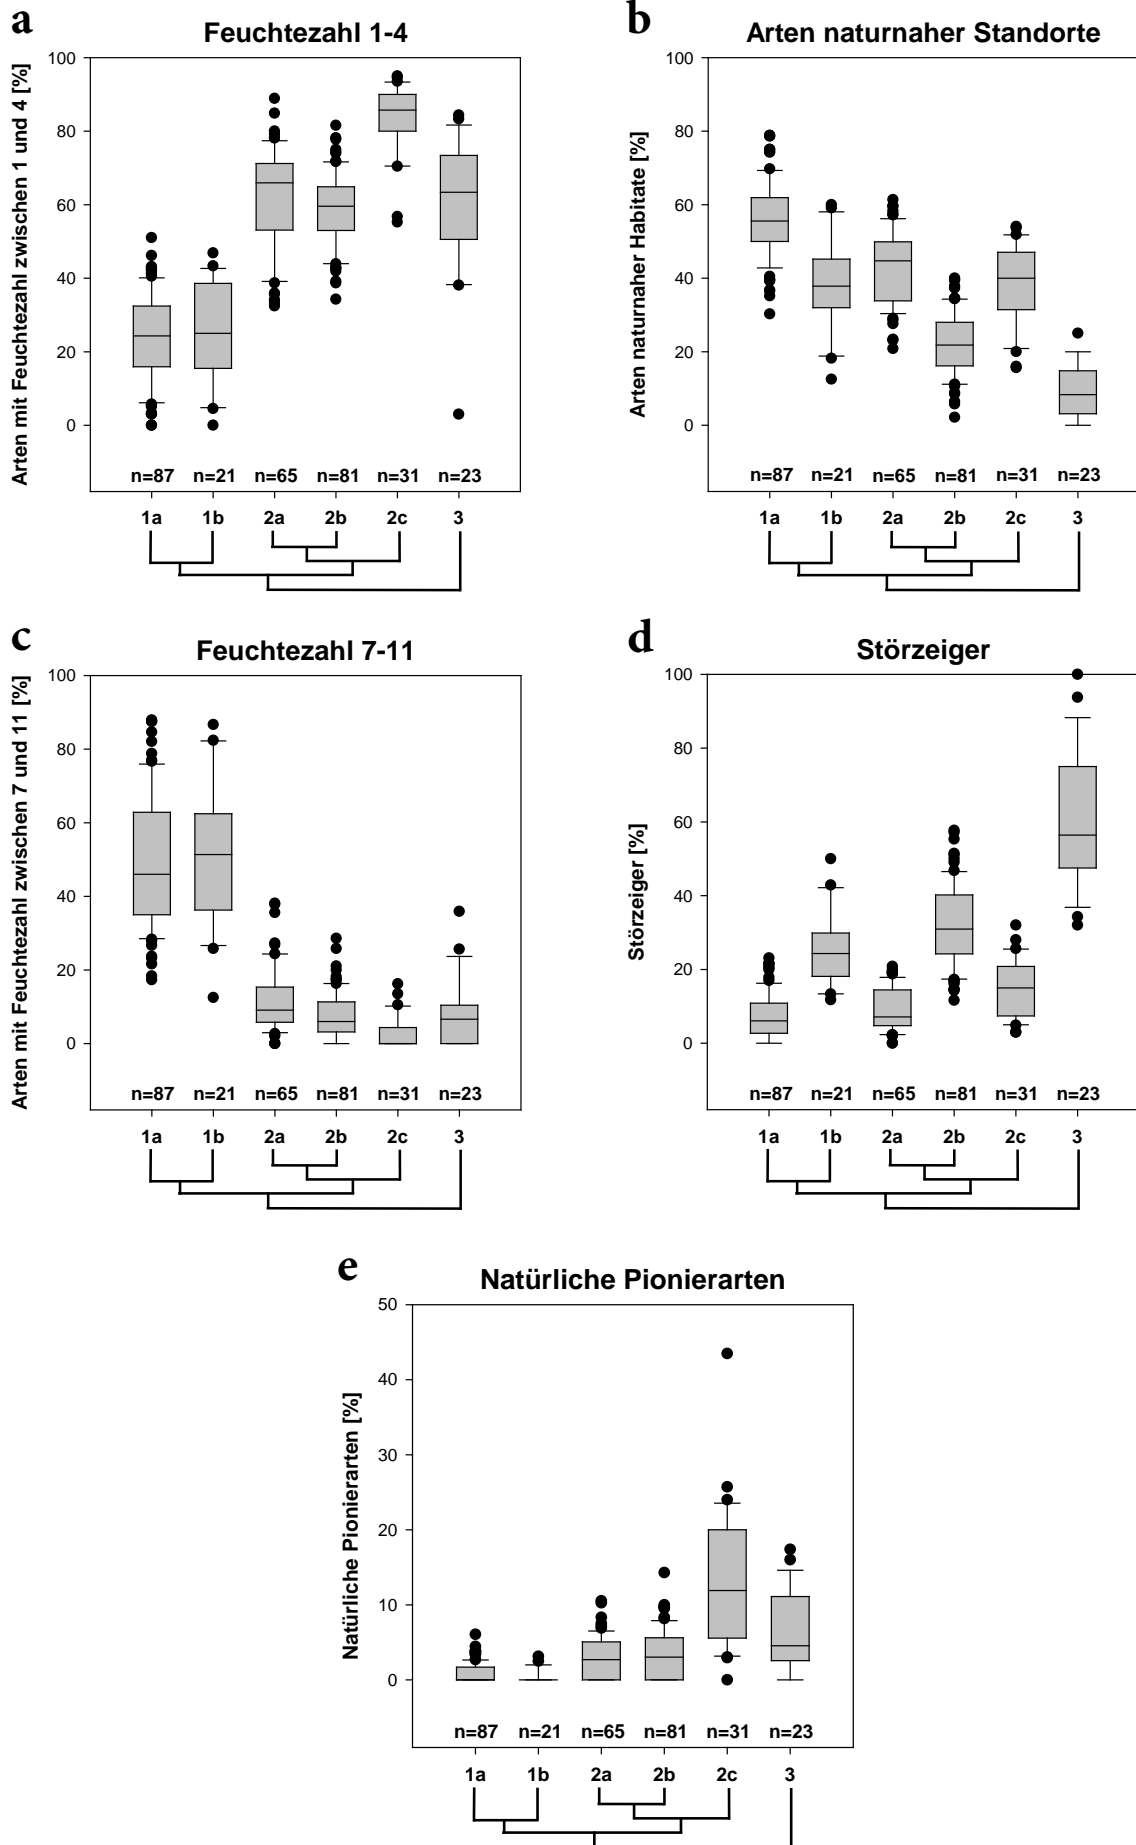 a
Feuchtezahl 1-4
Arten mit Feuchtezahl zwischen 1 und 4 [%]
100
80
60
40
20
0
n=87 n=21 n=65 n=81 n=31 n=23
1a 1b 2a 2b 2c 3
b
Arten naturnaher Standorte
Arten naturnaher Habitate [%]
100
80
60
40
20
0
n=87 n=21 n=65 n=81 n=31 n=23
1a 1b 2a 2b 2c 3
c
Feuchtezahl 7-11
Arten mit Feuchtezahl zwischen 7 und 11 [%]
100
80
60
40
20
0
n=87 n=21 n=65 n=81 n=31 n=23
1a 1b 2a 2b 2c 3
d
Störzeiger
Störzeiger [%]
100
80
60
40
20
0
n=87 n=21 n=65 n=81 n=31 n=23
1a 1b 2a 2b 2c 3
e
Natürliche Pionierarten
Natürliche Pionierarten [%]
50
40
30
20
10
0
n=87 n=21 n=65 n=81 n=31 n=23
1a 1b 2a 2b 2c 3